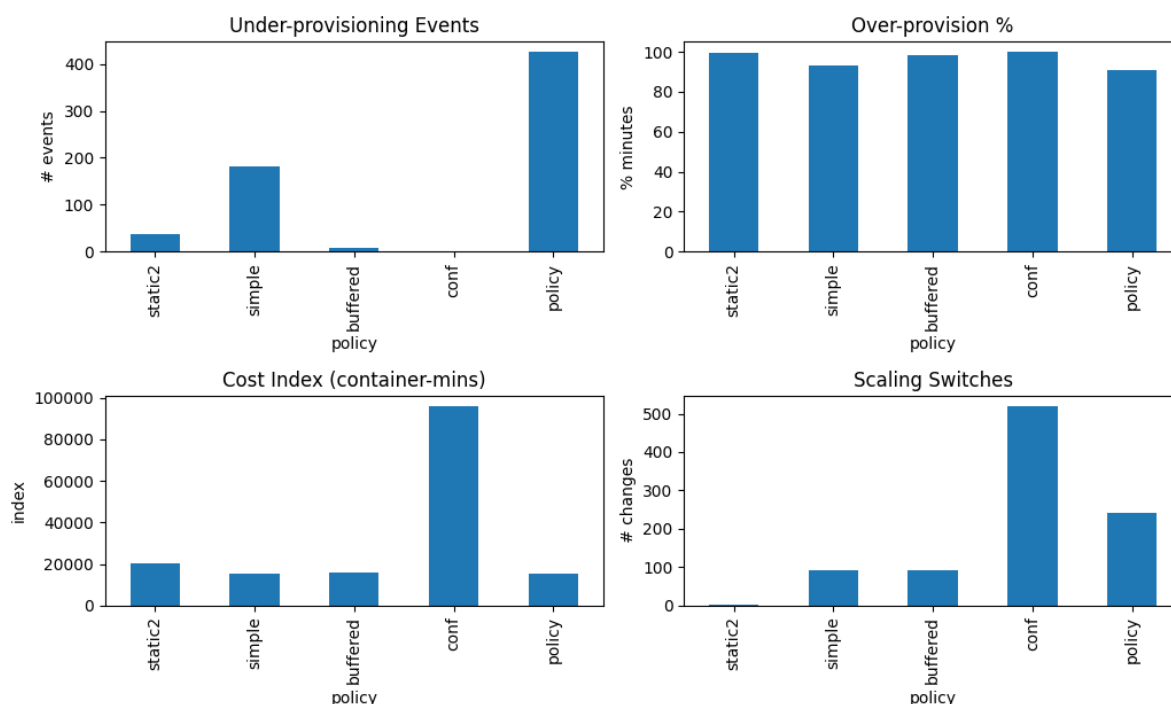 Under-provisioning Events
# events
400
300
200
100
0
static2
simple
buffered
conf
policy
policy
Over-provision %
% minutes
100
80
60
40
20
0
static2
simple
buffered
conf
policy
policy
Cost Index (container-mins)
index
100000
80000
60000
40000
20000
0
static2
simple
buffered
conf
policy
policy
Scaling Switches
# changes
500
400
300
200
100
0
static2
simple
buffered
conf
policy
policy